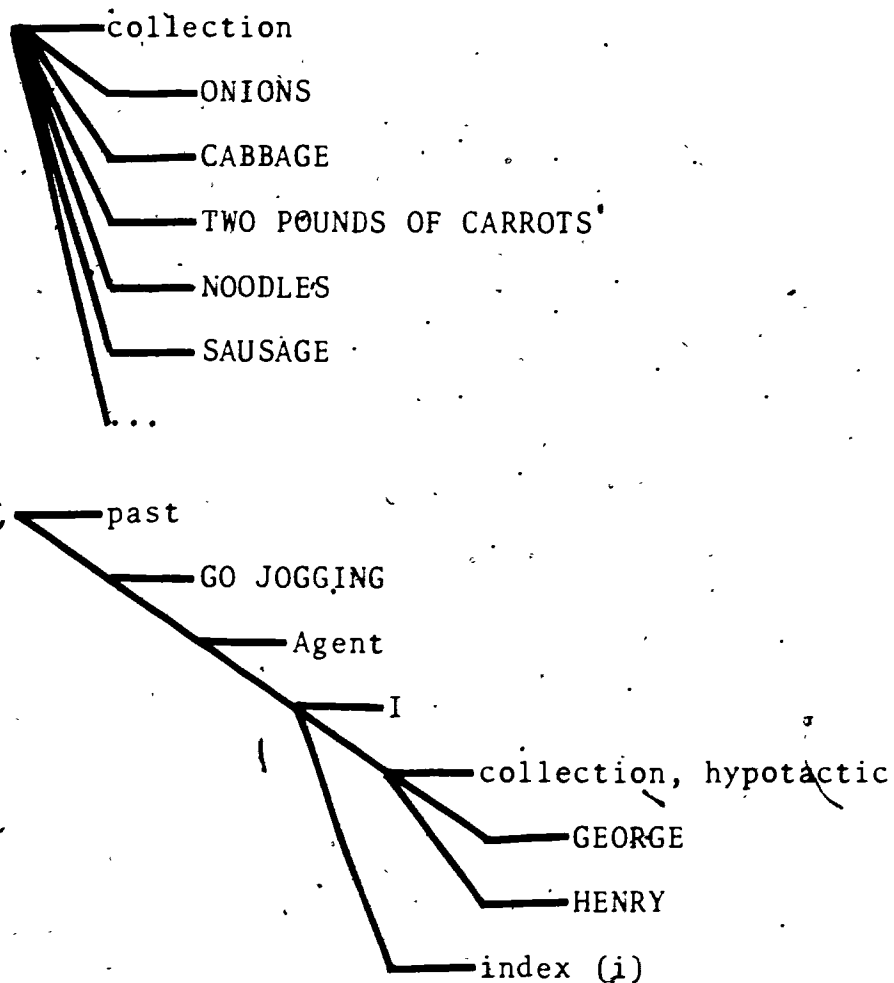 collection
ONIONS
CABBAGE
TWO POUNDS OF CARROTS
NOODLES
SAUSAGE
...
past
GO JOGGING
Agent
I
collection, hypotactic
GEORGE
HENRY
index (i)